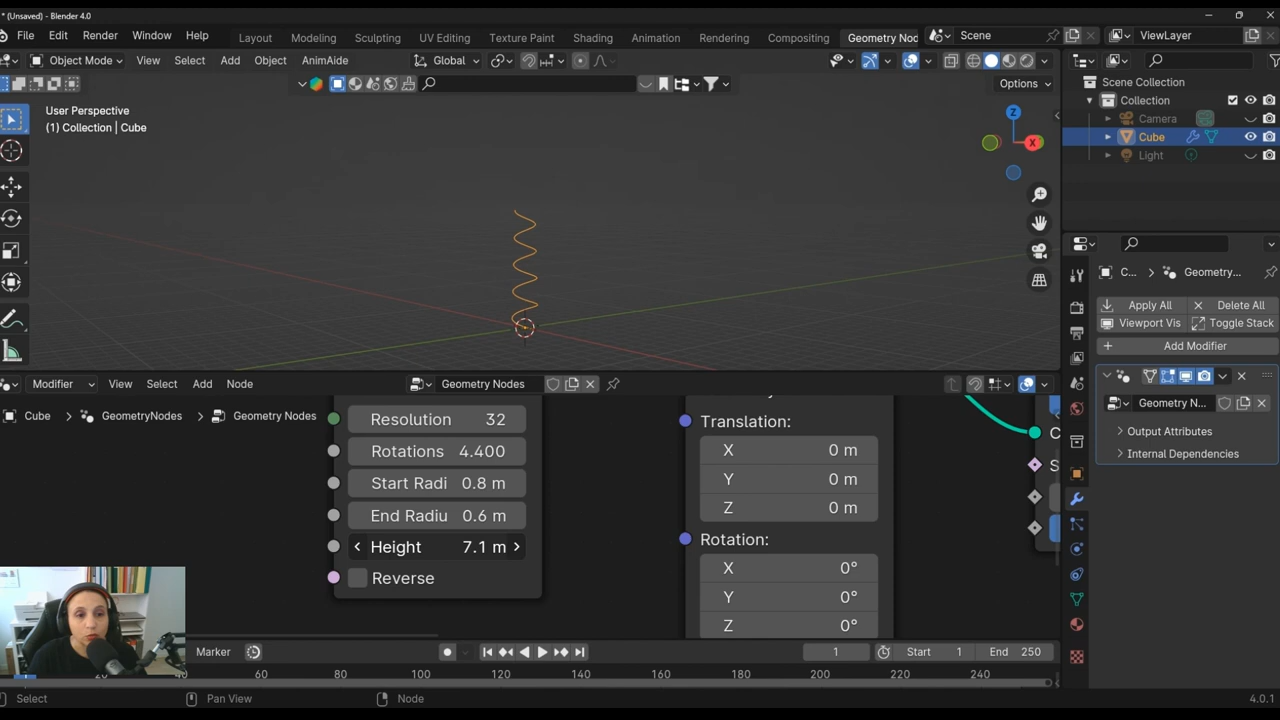 * (Unsaved) - Blender 4.0
File Edit Render Window Help Layout Modeling Sculpting UV Editing Texture Paint Shading Animation Rendering Compositing Geometry Noc Scene ViewLayer
Object Mode View Select Add Object AnimAide Global
Options
User Perspective
(1) Collection | Cube
Z
X
Scene Collection
Collection
Camera
Cube
Light
C... > Geometry...
Apply All Delete All
Viewport Vis Toggle Stack
Add Modifier
Geometry N...
Output Attributes
Internal Dependencies
Modifier View Select Add Node Geometry Nodes
Cube > GeometryNodes > Geometry Nodes
Resolution 32
Rotations 4.400
Start Radi 0.8 m
End Radiu 0.6 m
Height 7.1 m
Reverse
Translation:
X 0 m
Y 0 m
Z 0 m
Rotation:
X 0°
Y 0°
Z 0°
C
S
Marker 1 Start 1 End 250
20 40 60 80 100 120 140 160 180 200 220 240
Select Pan View Node 4.0.1